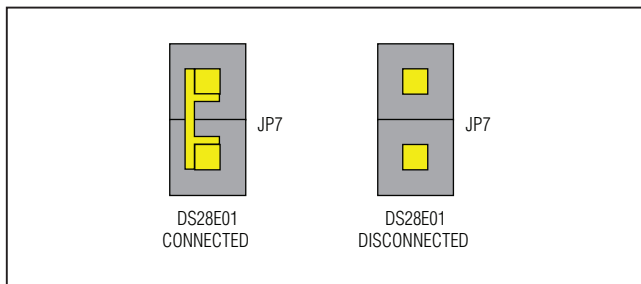 JP7
JP7
DS28E01
CONNECTED
DS28E01
DISCONNECTED